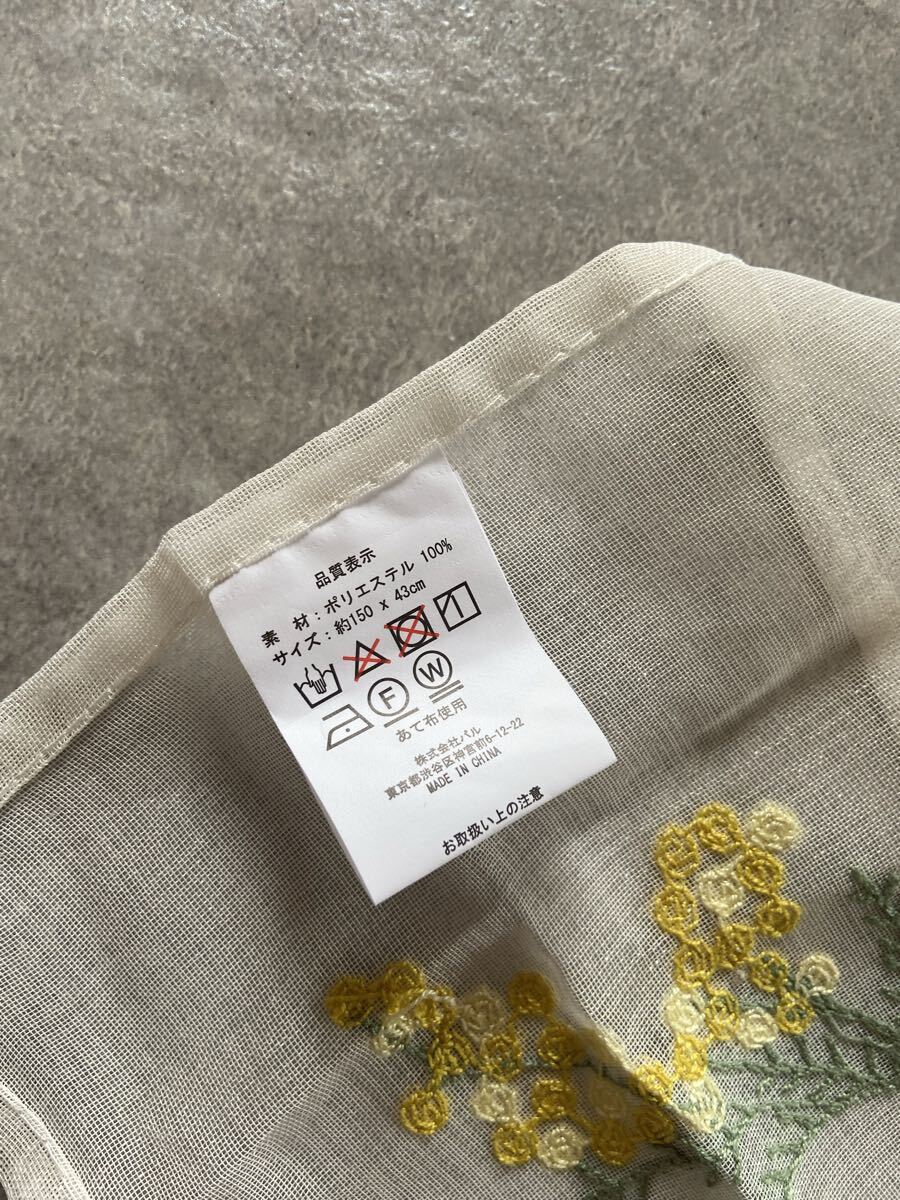 品質表示
素 材:ポリエステル 100%
サイズ:約150 x 43cm
F W
あて布使用
株式会社パル
東京都渋谷区神宮前6-12-22
MADE IN CHINA
お取扱い上の注意